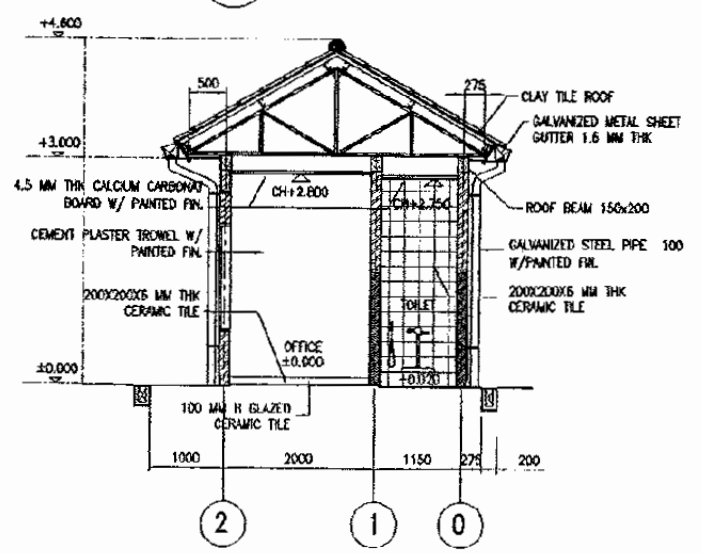 +4.600
500
275
CLAY TILE ROOF
GALVANIZED METAL SHEET
GUTTER 1.6 MM THK
+3.000
4.5 MM THK CALCIUM CARBONAT
BOARD W/ PAINTED FIN.
CH+2.800
CH+2.750
ROOF BEAM 150x200
CEMENT PLASTER TROWEL W/
PAINTED FIN.
GALVANIZED STEEL PIPE 100
W/PAINTED FIN.
200X200X6 MM THK
CERAMIC TILE
200X200X6 MM THK
CERAMIC TILE
TOILET
OFFICE
±0.000
±0.000
100 MM H GLAZED
CERAMIC TILE
1000
2000
1150
275
200
2
1
0